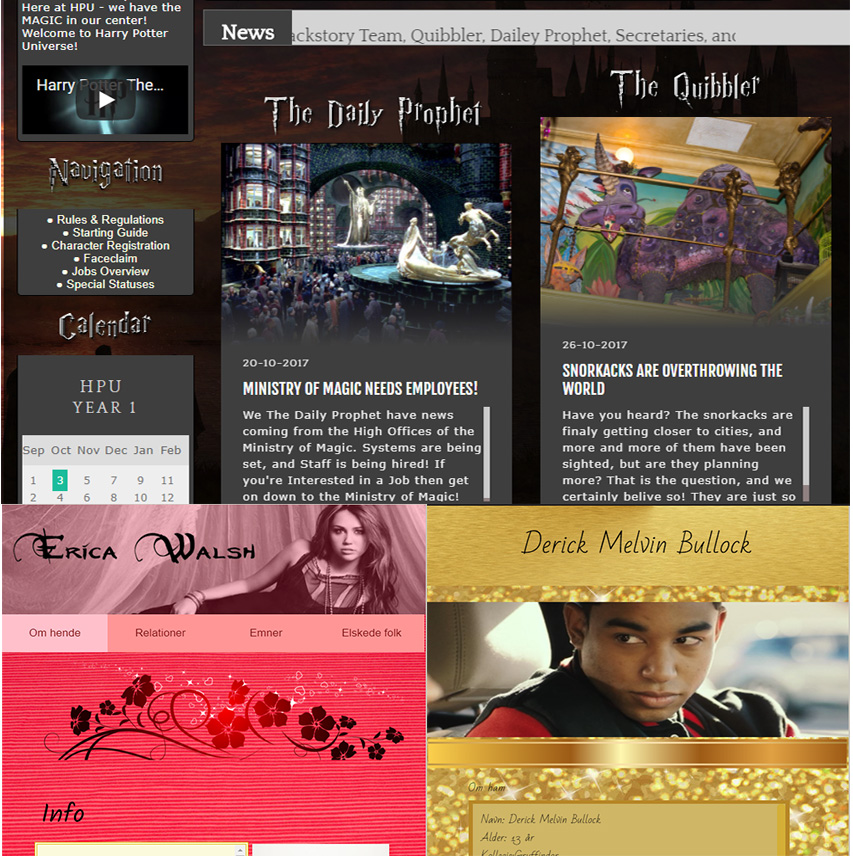 Here at HPU - we have the
MAGIC in our center!
Welcome to Harry Potter
Universe!
Harry Potter The...
Navigation
● Rules & Regulations
● Starting Guide
● Character Registration
● Faceclaim
● Jobs Overview
● Special Statuses
Calendar
HPU
YEAR 1
Sep Oct Nov Dec Jan Feb
1 3 5 7 9 11
2 4 6 8 10 12
News
ackstory Team, Quibbler, Dailey Prophet, Secretaries, and
The Daily Prophet
20-10-2017
MINISTRY OF MAGIC NEEDS EMPLOYEES!
We The Daily Prophet have news
coming from the High Offices of the
Ministry of Magic. Systems are being
set, and Staff is being hired! If
you're Interested in a Job then get
on down to the Ministry of Magic!
The Quibbler
26-10-2017
SNORKACKS ARE OVERTHROWING THE
WORLD
Have you heard? The snorkacks are
finaly getting closer to cities, and
more and more of them have been
sighted, but are they planning
more? That is the question, and we
certainly belive so! They are just so
Erica Walsh
Om hende Relationer Emner Elskede folk
Info
Derick Melvin Bullock
Om ham
Navn: Derick Melvin Bullock
Alder: 13 år
Kollegie:Gryffindor